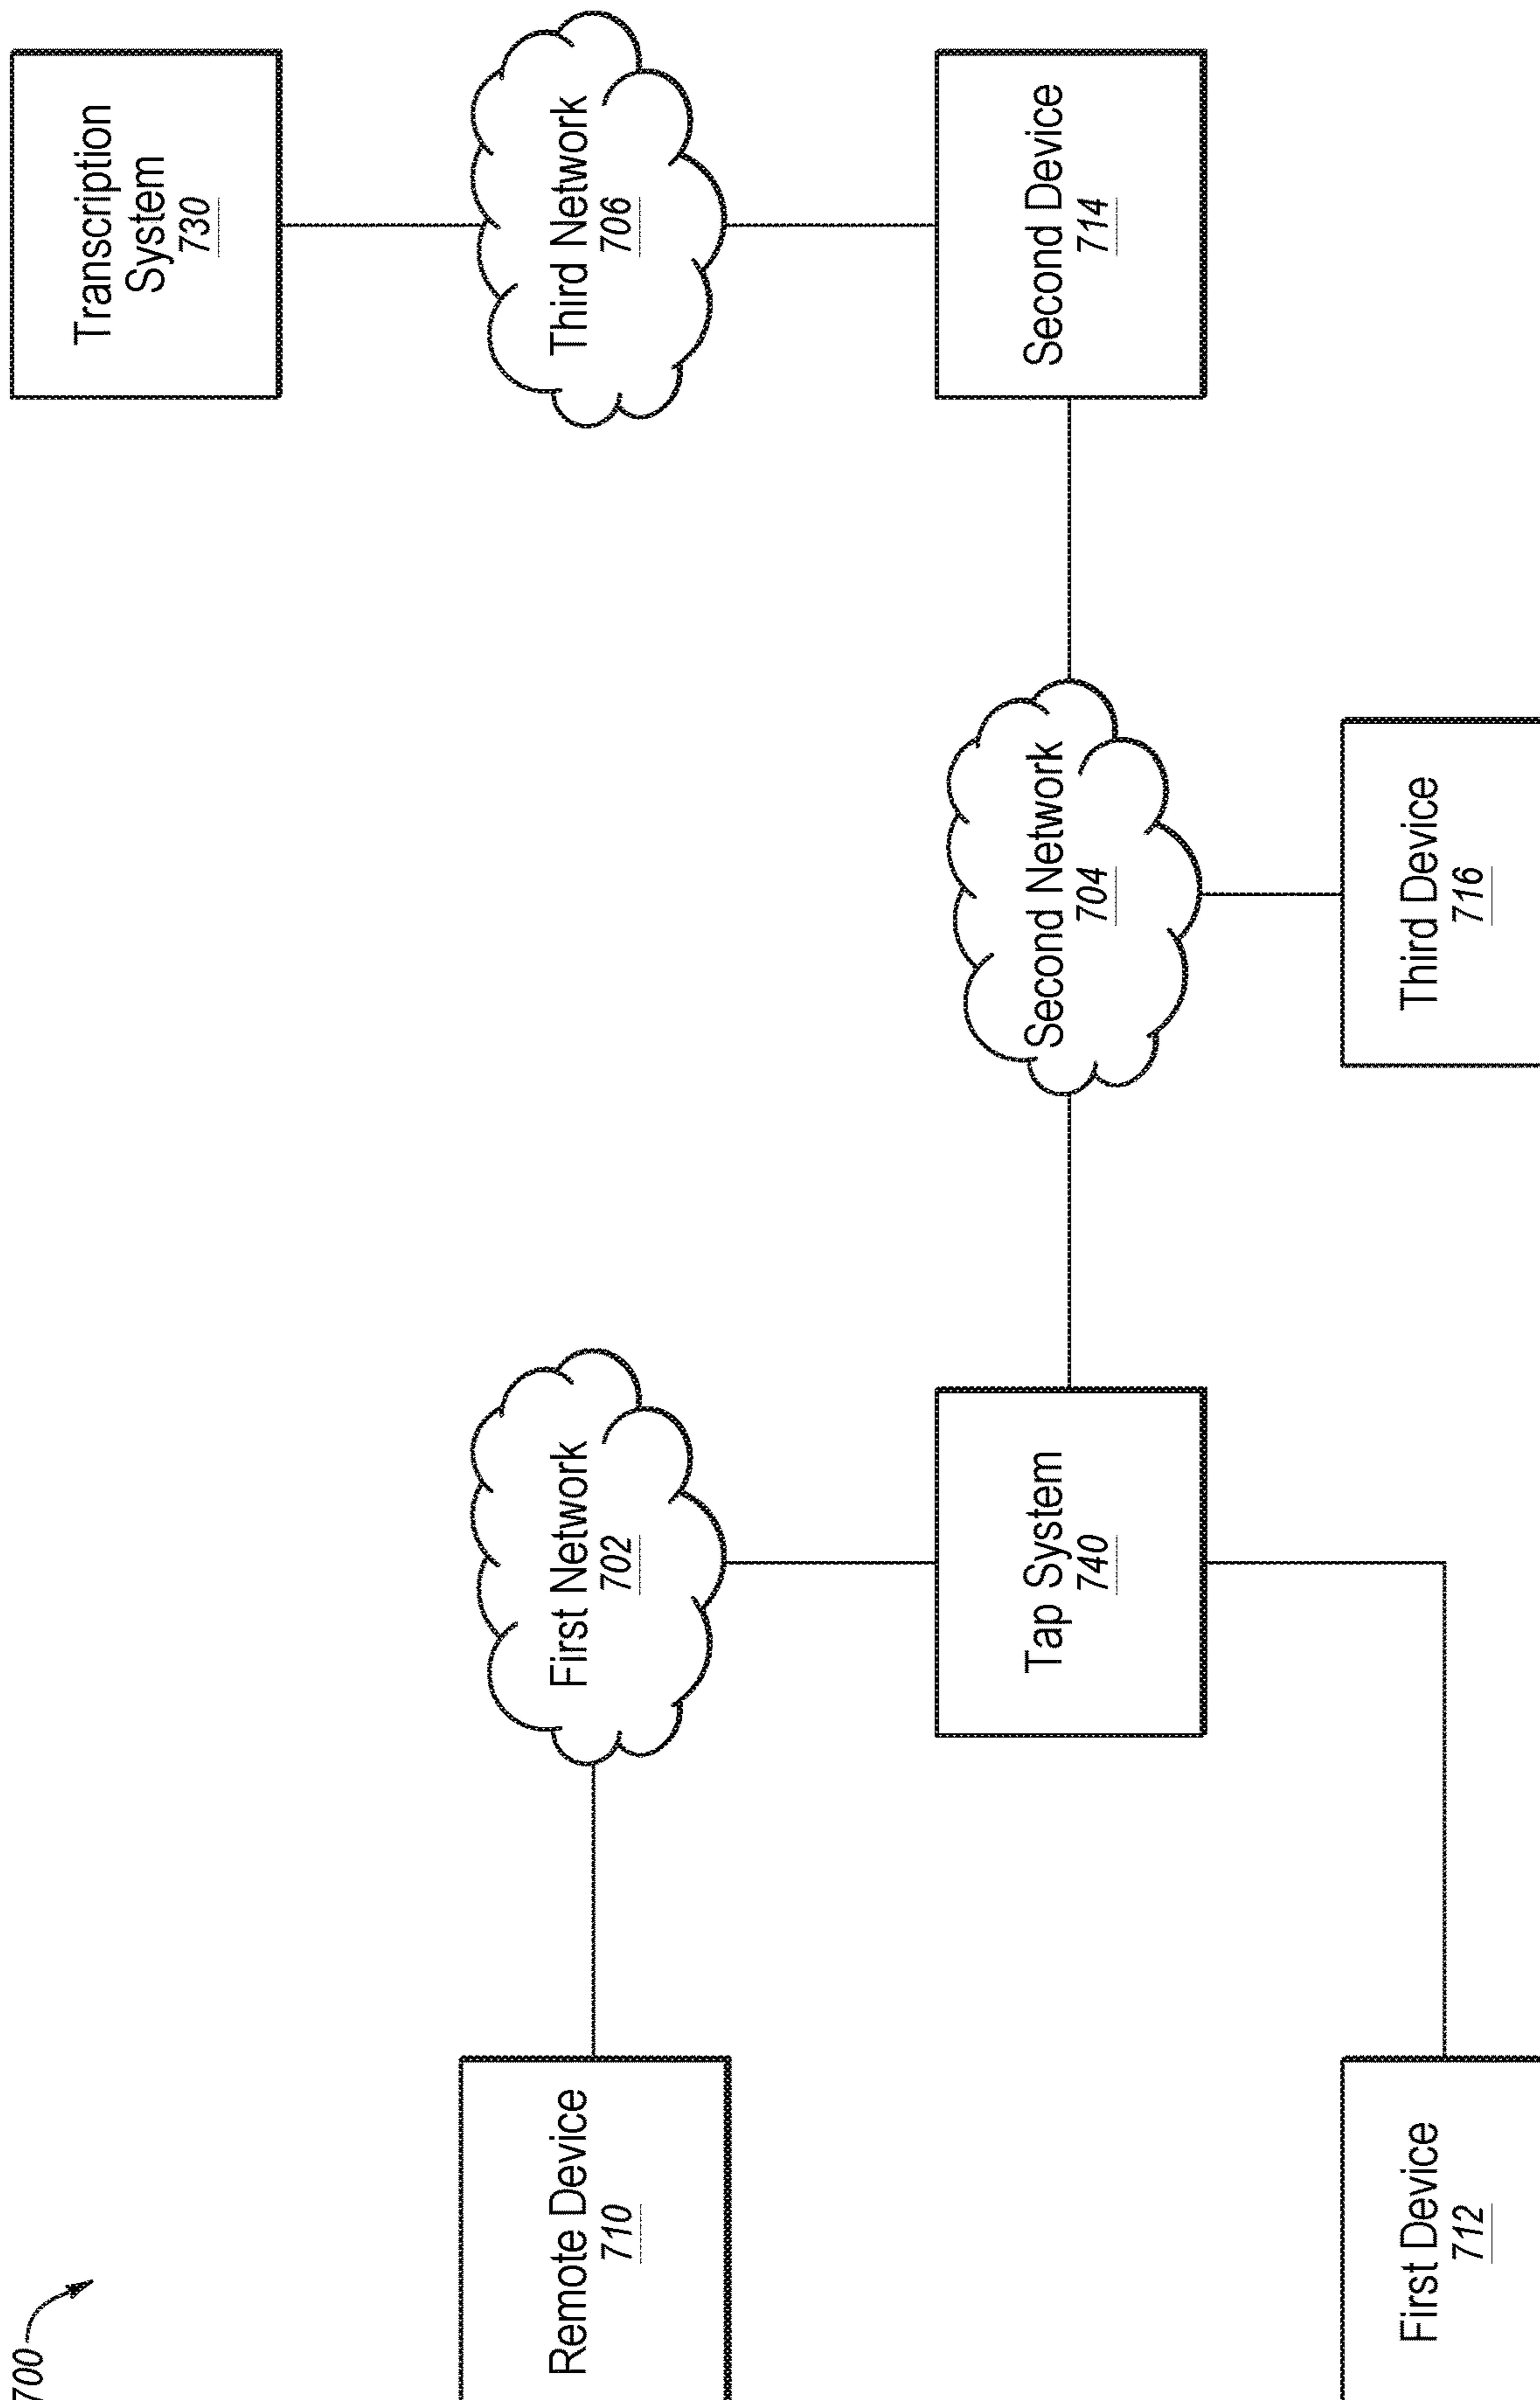 700
Transcription
System
730
Remote Device
710
First Network
702
Third Network
706
Tap System
740
Second Network
704
Second Device
714
First Device
712
Third Device
716